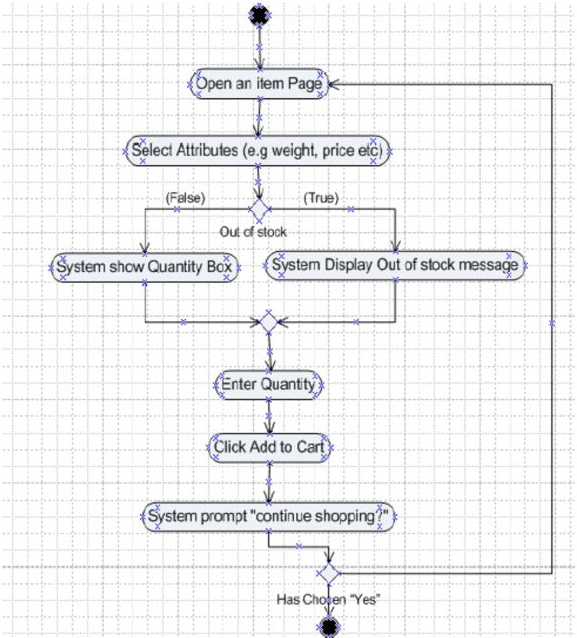 Open an item Page
Select Attributes (e.g weight, price etc)
(False)
(True)
Out of stock
System show Quantity Box
System Display Out of stock message
Enter Quantity
Click Add to Cart
System prompt "continue shopping?"
Has Chosen "Yes"